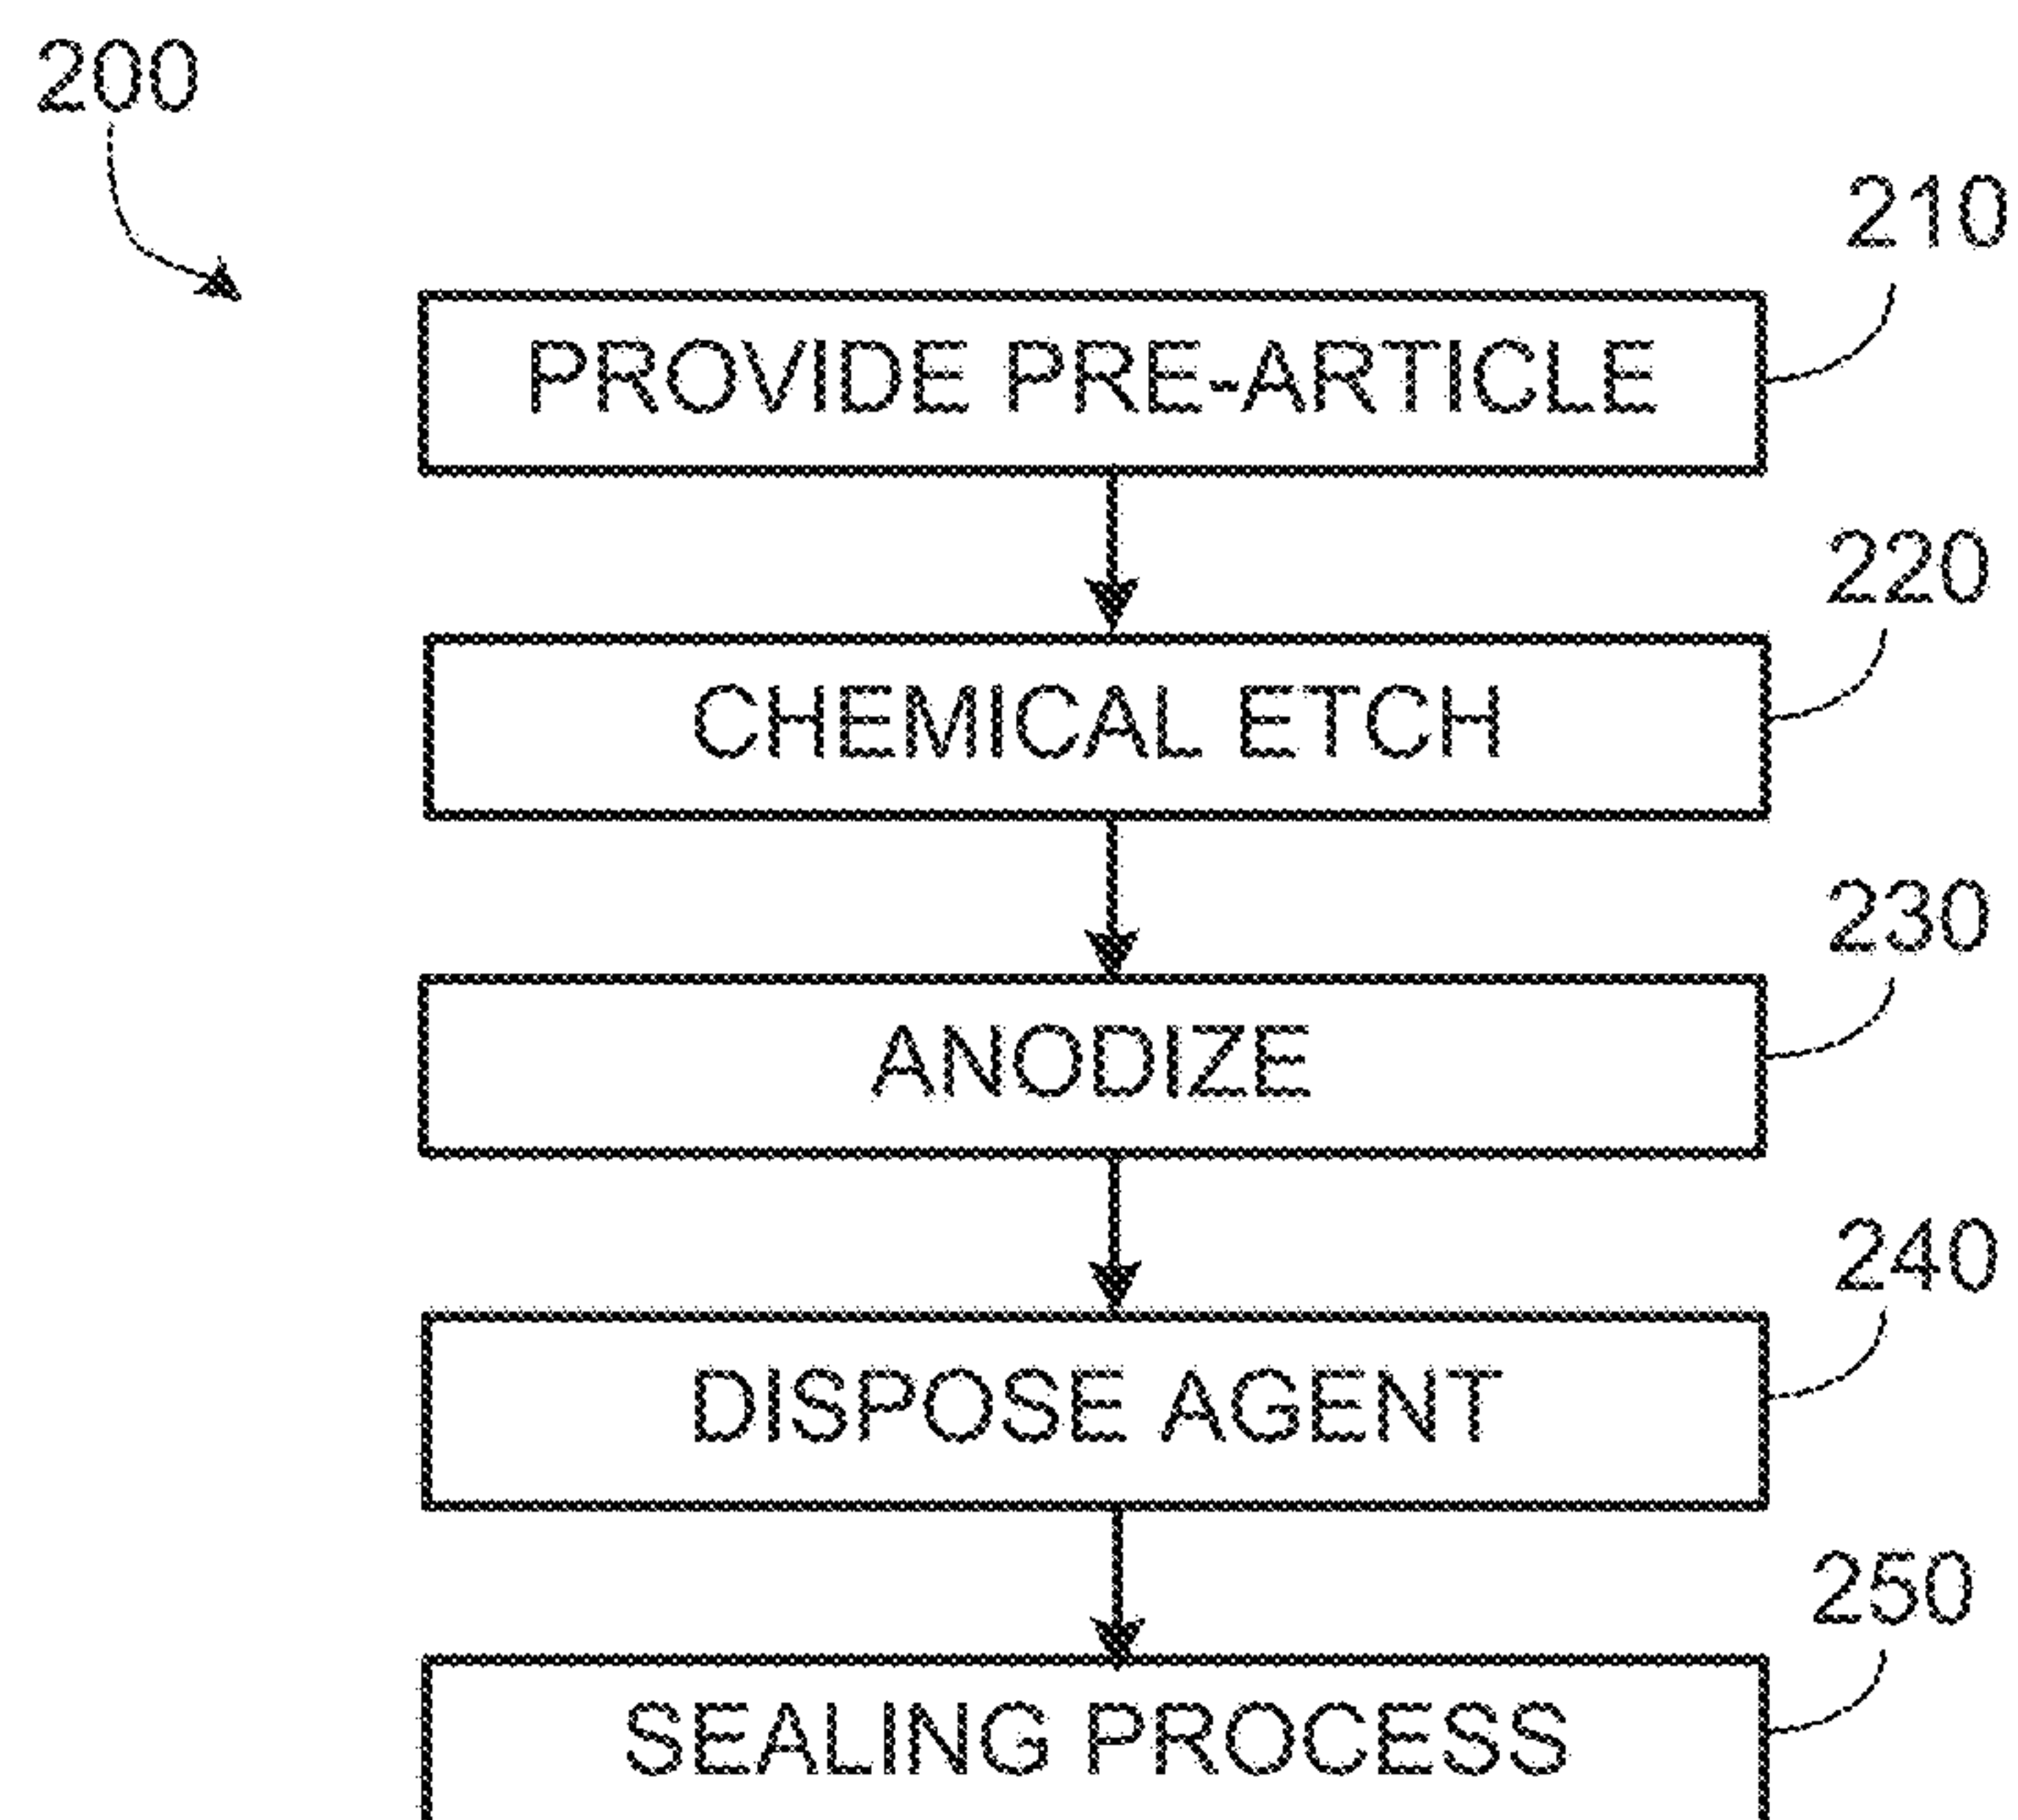 200
210
PROVIDE PRE-ARTICLE
220
CHEMICAL ETCH
230
ANODIZE
240
DISPOSE AGENT
250
SEALING PROCESS